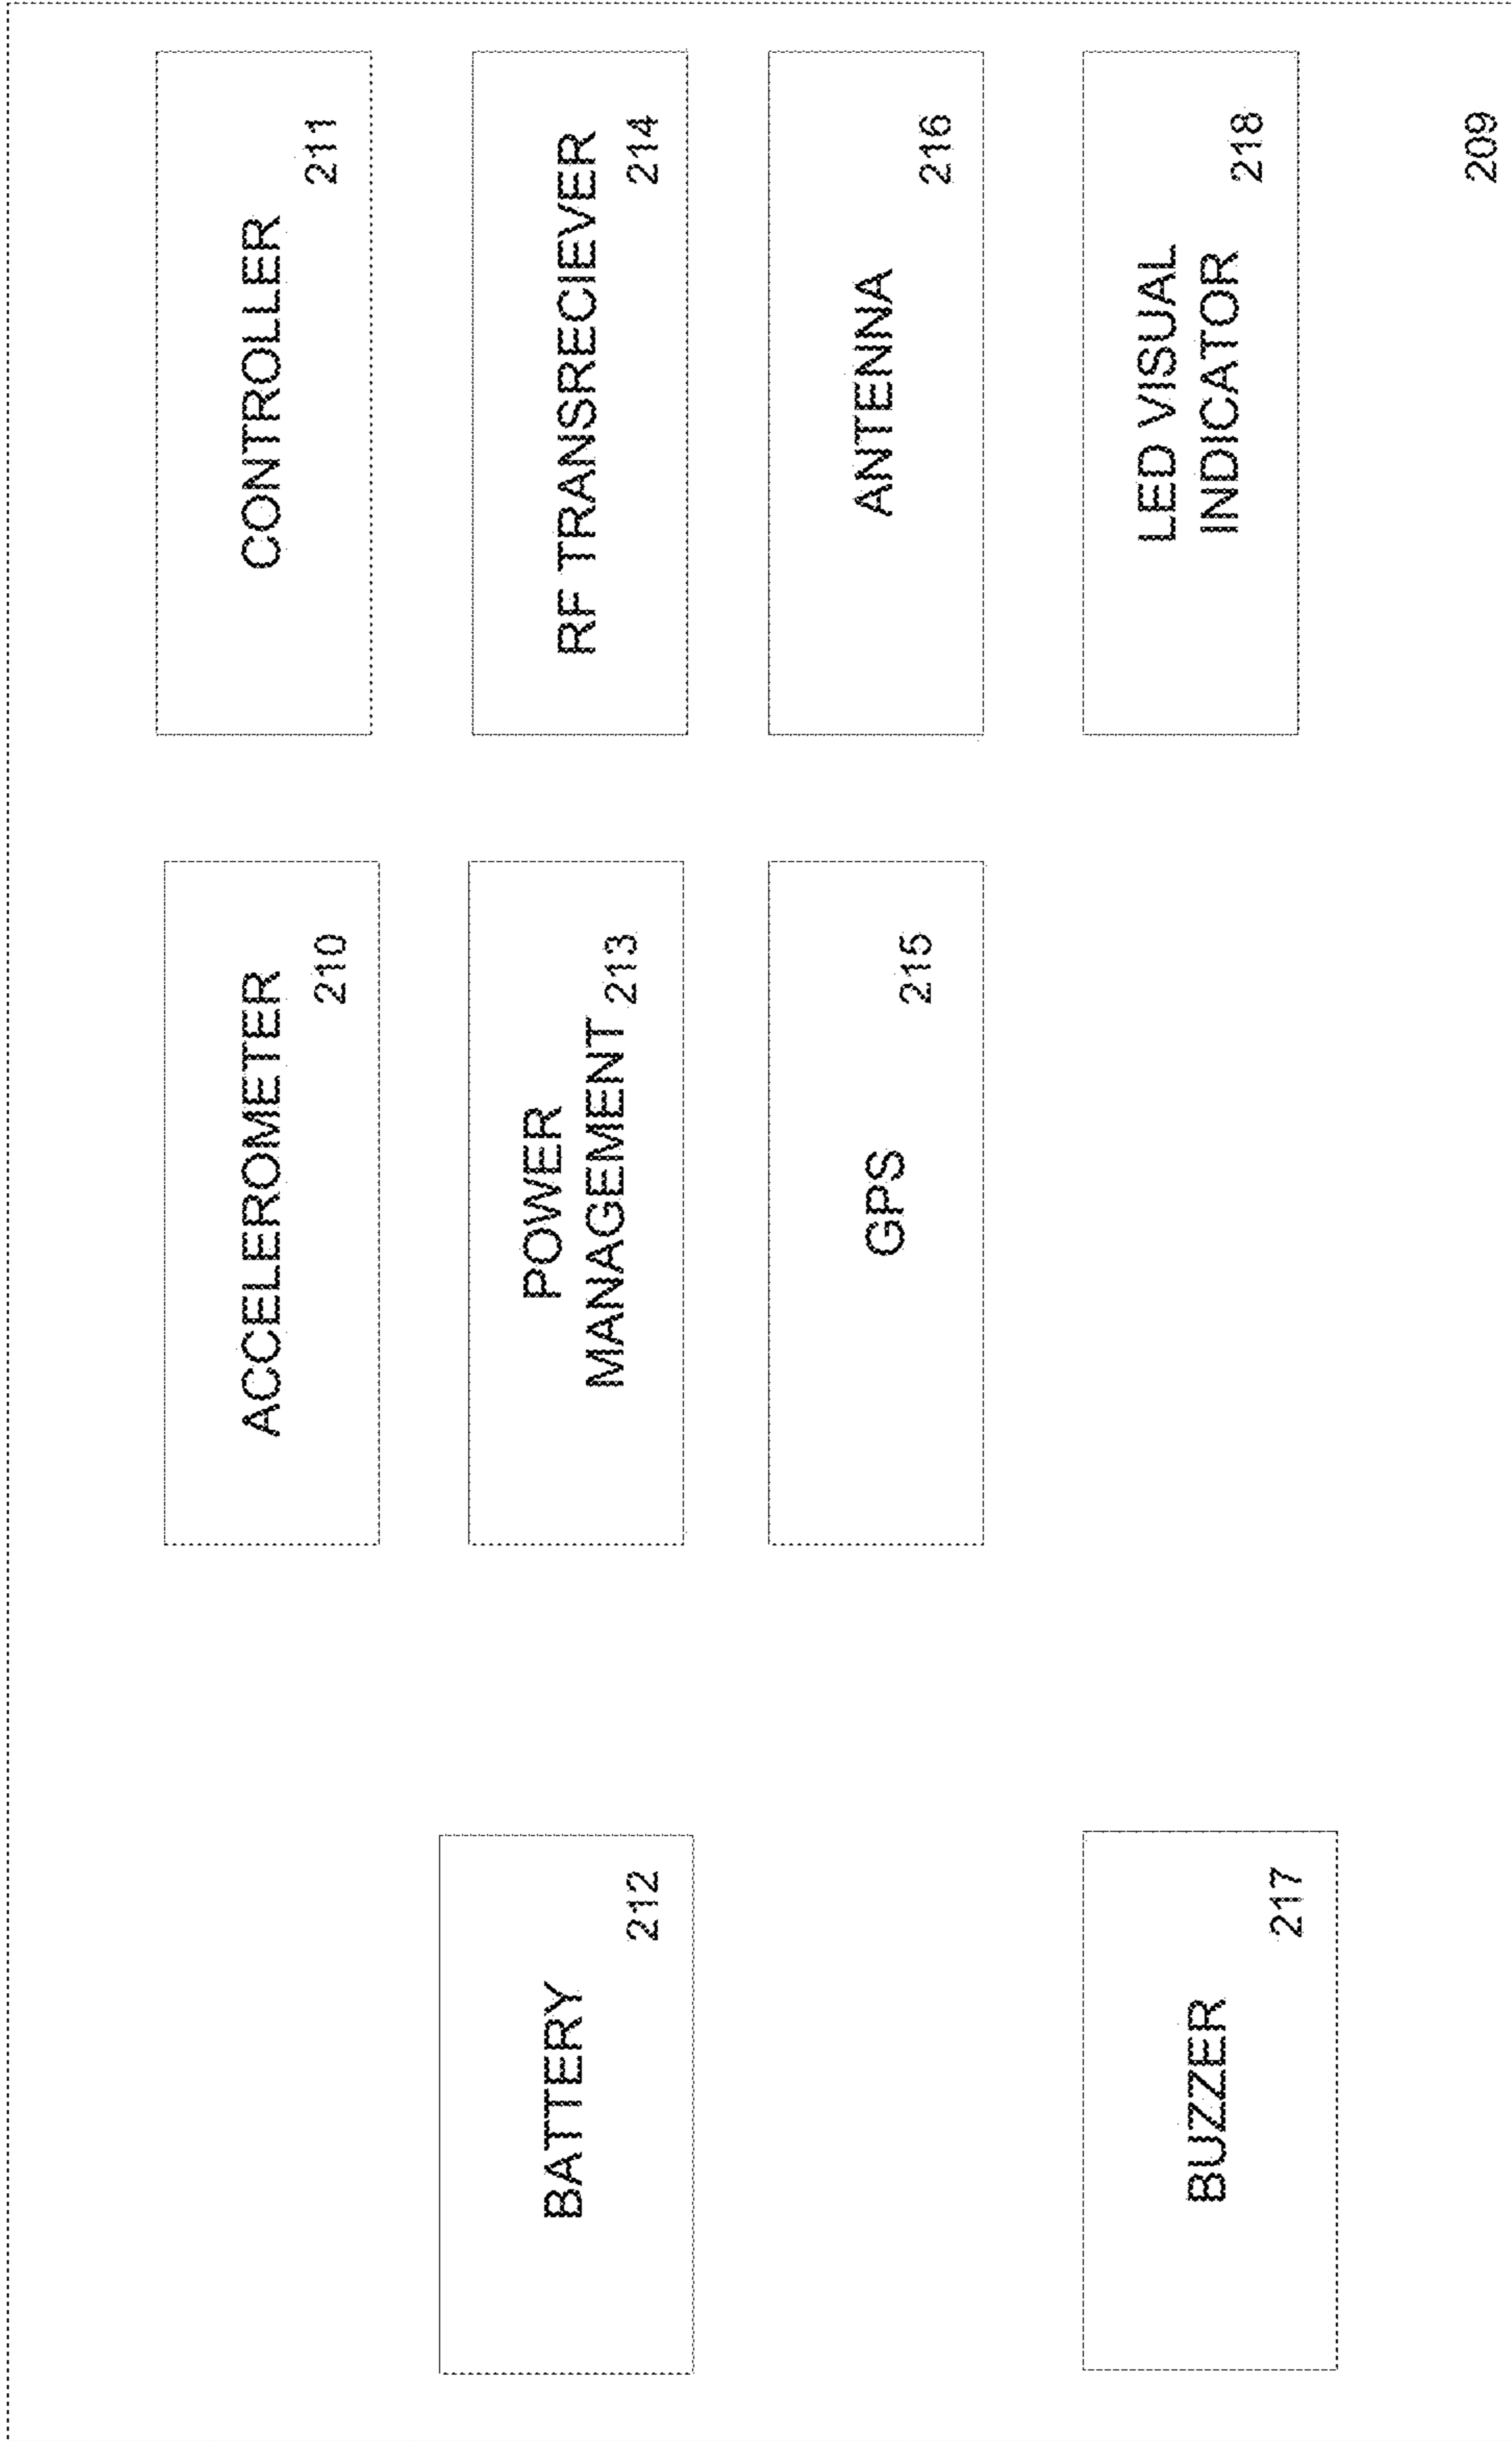 ACCELEROMETER
210
CONTROLLER
211
BATTERY
212
POWER
MANAGEMENT 213
RF TRANSRECIEVER
214
GPS
215
ANTENNA
216
BUZZER
217
LED VISUAL
INDICATOR
218
209